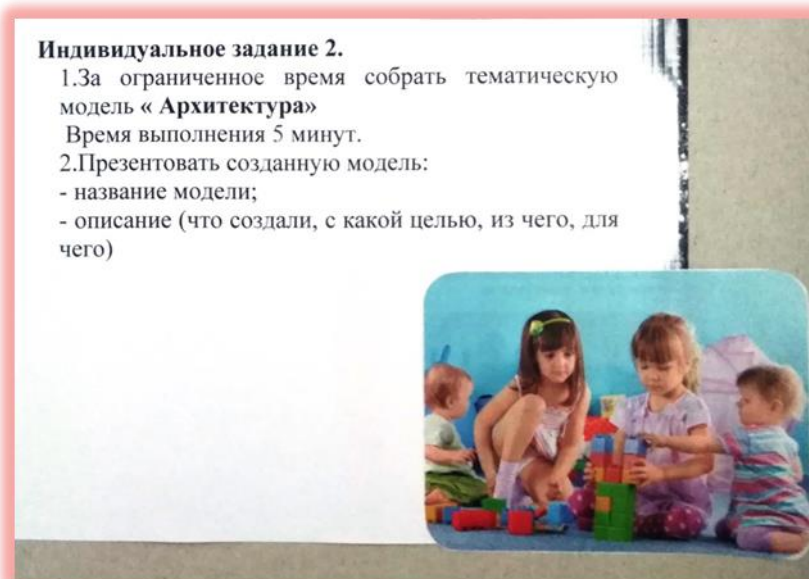 Индивидуальное задание 2.
1.За ограниченное время собрать тематическую
модель « Архитектура»
Время выполнения 5 минут.
2.Презентовать созданную модель:
- название модели;
- описание (что создали, с какой целью, из чего, для
чего)